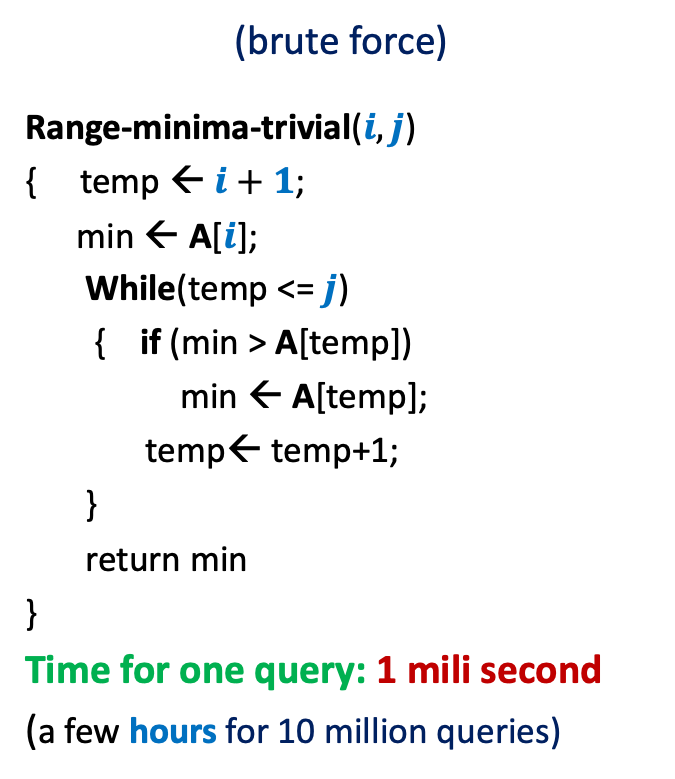 (brute force)
Range-minima-trivial(i, j)
{ temp ← i + 1;
min ← A[i];
While(temp <= j)
{ if (min > A[temp])
min ← A[temp];
temp← temp+1;
}
return min
}
Time for one query: 1 mili second
(a few hours for 10 million queries)